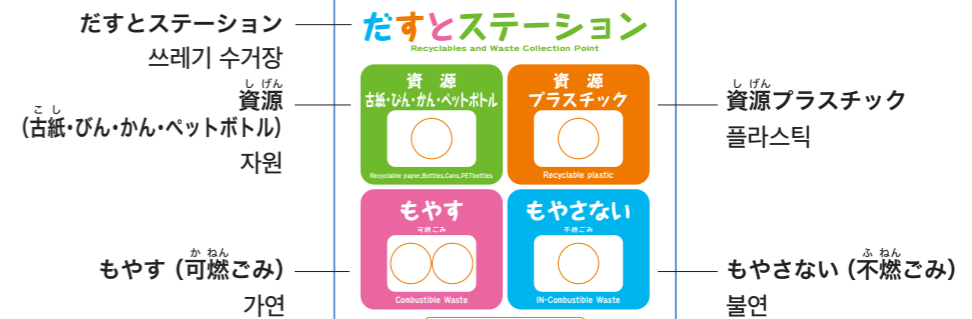 だすとステーション
쓰레기 수거장
しげん
資源
こし
(古紙・びん・かん・ペットボトル)
자원
かねん
もやす (可燃ごみ)
가연
だすとステーション
Recyclables and Waste Collection Point
資源
古紙・びん・かん・ペットボトル
Recyclable paper,Bottles,Cans,PETbottles
資源
プラスチック
Recyclable plastic
もやす
可燃ごみ
Combustible Waste
もやさない
不燃ごみ
IN-Combustible Waste
しげん
資源プラスチック
플라스틱
ふねん
もやさない (不燃ごみ)
불연